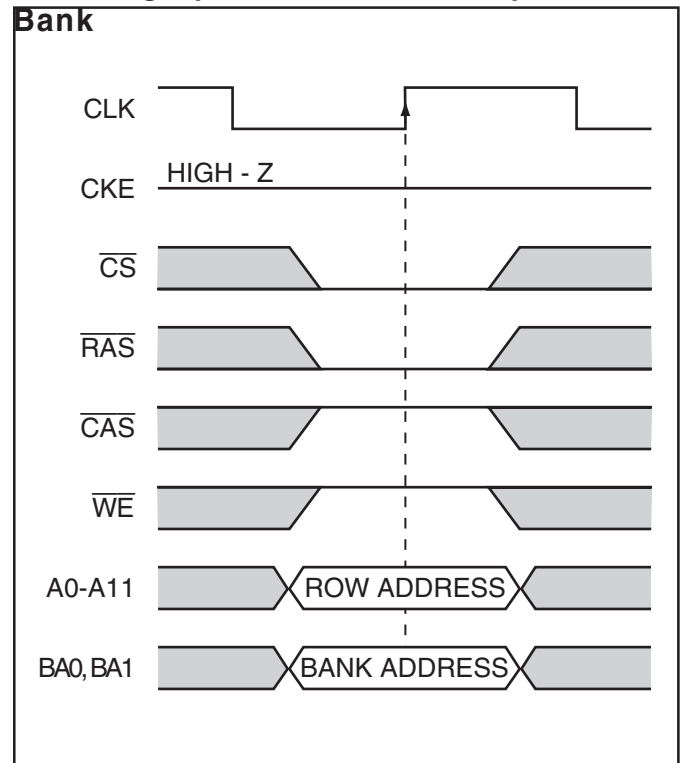 Bank
CLK
HIGH - Z
CKE
CS
RAS
CAS
WE
A0-A11
ROW ADDRESS
BA0, BA1
BANK ADDRESS